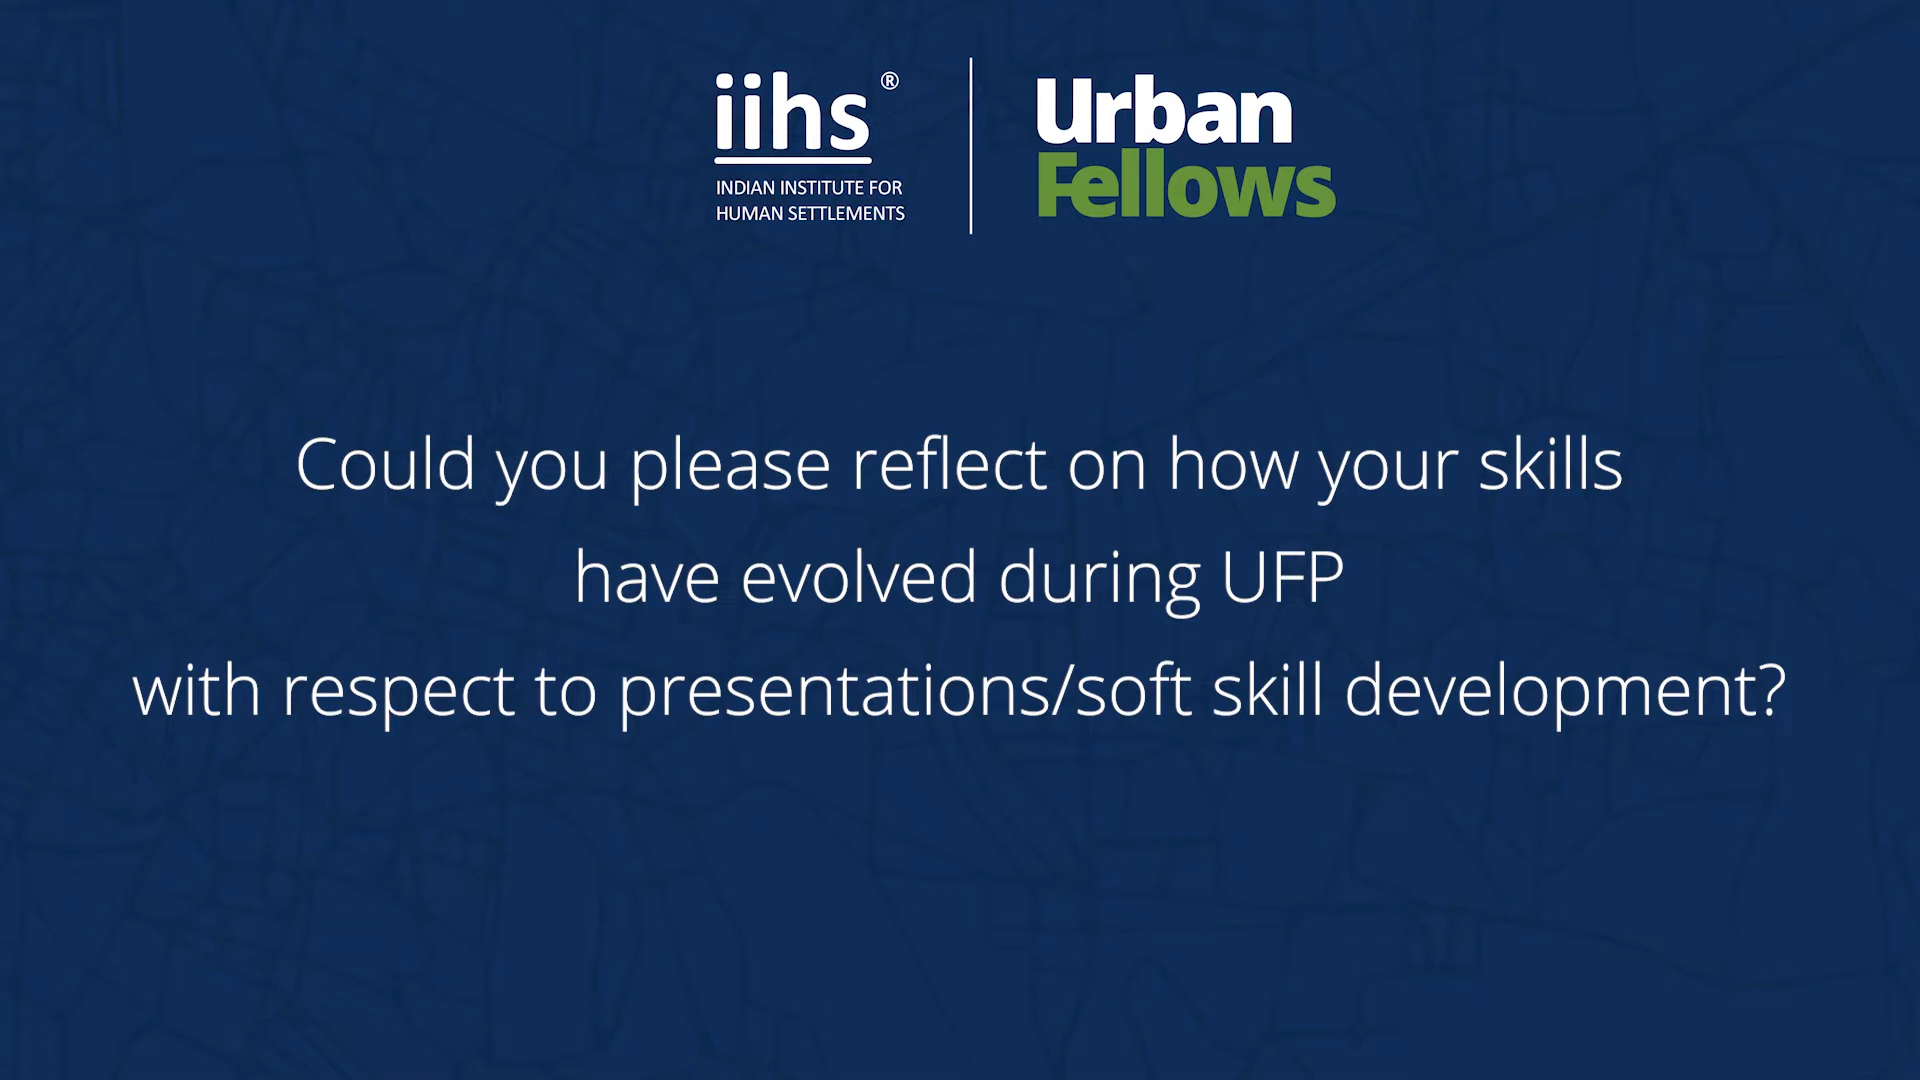 iihs®
INDIAN INSTITUTE FOR
HUMAN SETTLEMENTS
Urban
Fellows
Could you please reflect on how your skills
have evolved during UFP
with respect to presentations/soft skill development?